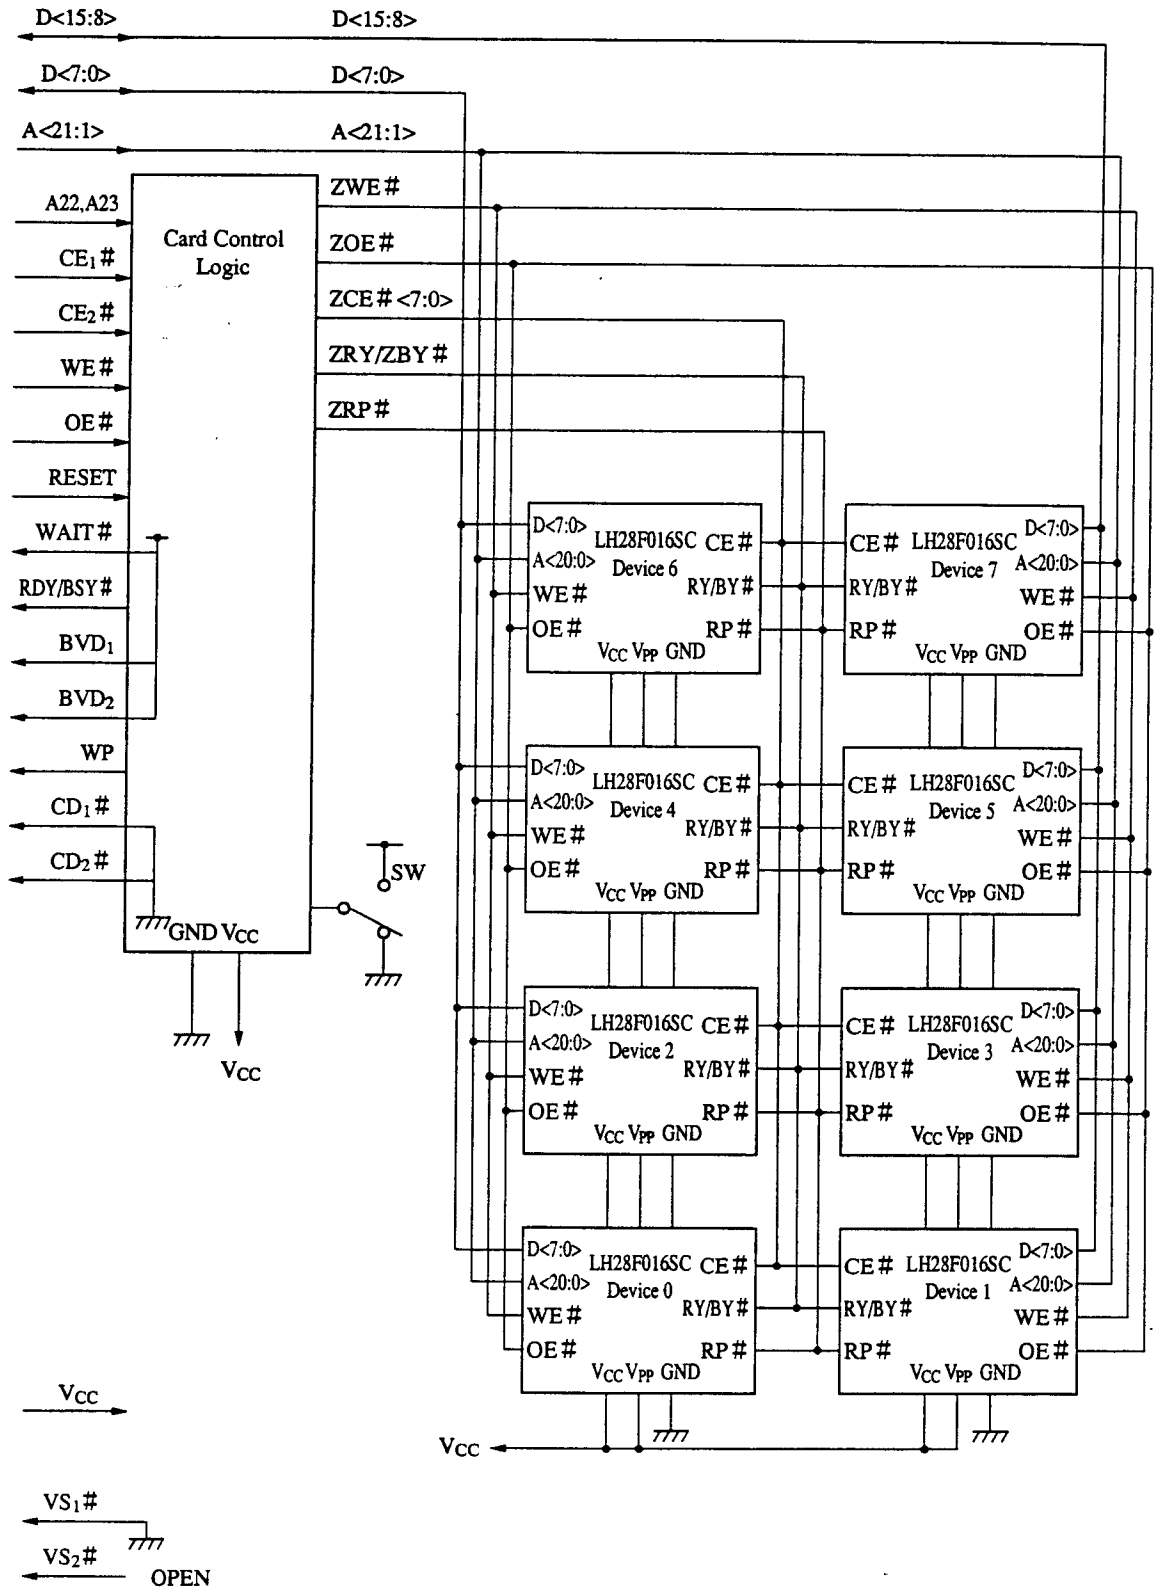 D<15:8> D<15:8>
D<7:0> D<7:0>
A<21:1> A<21:1>
A22,A23
CE1#
CE2#
WE#
OE#
RESET
WAIT#
RDY/BSY#
BVD1
BVD2
WP
CD1#
CD2#
Card Control
Logic
GND VCC
VCC
ZWE#
ZOE#
ZCE#<7:0>
ZRY/ZBY#
ZRP#
SW
D<7:0>
A<20:0>
WE#
OE#
LH28F016SC
Device 6
CE#
RY/BY#
RP#
VCC VPP GND
CE#
RY/BY#
RP#
LH28F016SC
Device 7
D<7:0>
A<20:0>
WE#
OE#
VCC VPP GND
D<7:0>
A<20:0>
WE#
OE#
LH28F016SC
Device 4
CE#
RY/BY#
RP#
VCC VPP GND
CE#
RY/BY#
RP#
LH28F016SC
Device 5
D<7:0>
A<20:0>
WE#
OE#
VCC VPP GND
D<7:0>
A<20:0>
WE#
OE#
LH28F016SC
Device 2
CE#
RY/BY#
RP#
VCC VPP GND
CE#
RY/BY#
RP#
LH28F016SC
Device 3
D<7:0>
A<20:0>
WE#
OE#
VCC VPP GND
D<7:0>
A<20:0>
WE#
OE#
LH28F016SC
Device 0
CE#
RY/BY#
RP#
VCC VPP GND
CE#
RY/BY#
RP#
LH28F016SC
Device 1
D<7:0>
A<20:0>
WE#
OE#
VCC VPP GND
VCC
VCC
VS1#
VS2#
OPEN